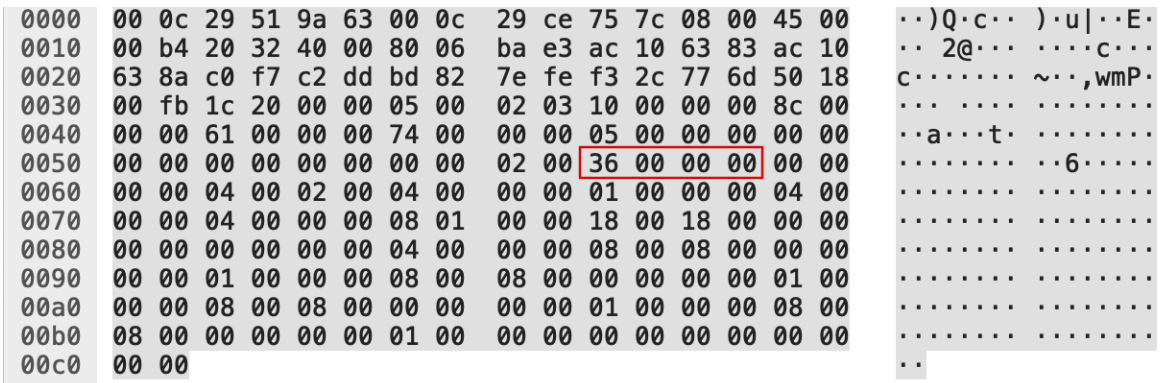 0000 00 0c 29 51 9a 63 00 0c 29 ce 75 7c 08 00 45 00 ··)Q·c·· )·u|··E·
0010 00 b4 20 32 40 00 80 06 ba e3 ac 10 63 83 ac 10 ·· 2@··· ····c···
0020 63 8a c0 f7 c2 dd bd 82 7e fe f3 2c 77 6d 50 18 c······· ~··,wmP·
0030 00 fb 1c 20 00 00 05 00 02 03 10 00 00 00 8c 00 ··· ···· ········
0040 00 00 61 00 00 00 74 00 00 00 05 00 00 00 00 00 ··a···t· ········
0050 00 00 00 00 00 00 00 00 02 00 36 00 00 00 00 00 ········ ··6·····
0060 00 00 04 00 02 00 04 00 00 00 01 00 00 00 04 00 ········ ········
0070 00 00 04 00 00 00 08 01 00 00 18 00 18 00 00 00 ········ ········
0080 00 00 00 00 00 00 04 00 00 00 08 00 08 00 00 00 ········ ········
0090 00 00 01 00 00 00 08 00 08 00 00 00 00 00 01 00 ········ ········
00a0 00 00 08 00 08 00 00 00 00 00 01 00 00 00 08 00 ········ ········
00b0 08 00 00 00 00 00 01 00 00 00 00 00 00 00 00 00 ········ ········
00c0 00 00 ··